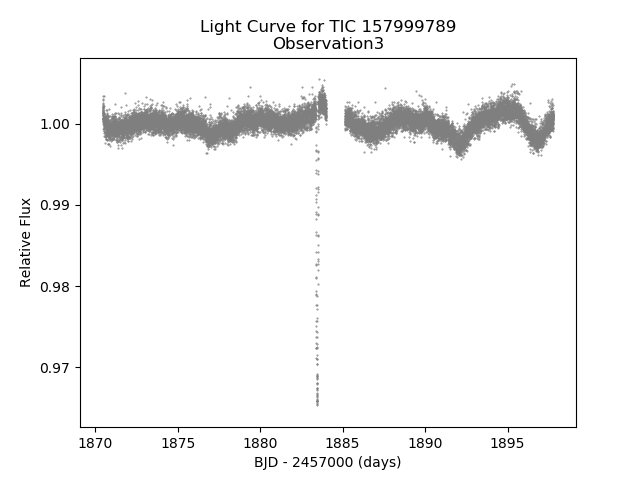 Light Curve for TIC 157999789
Observation3
1.00
0.99
0.98
0.97
Relative Flux
1870 1875 1880 1885 1890 1895
BJD - 2457000 (days)